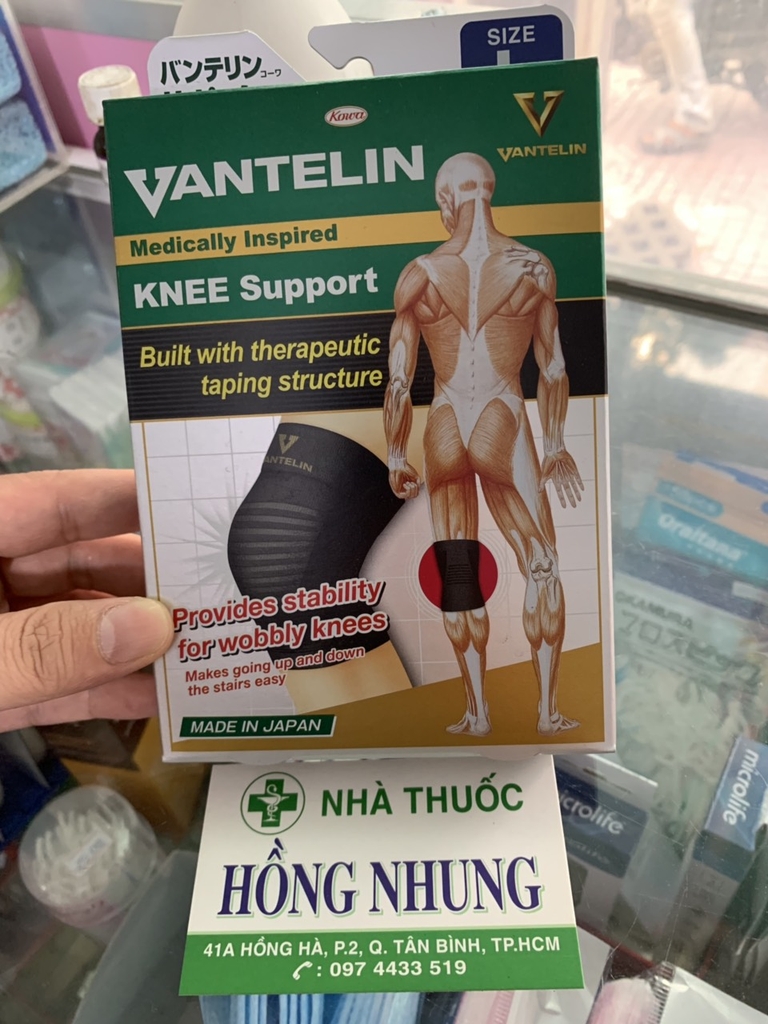 SIZE
バンテリン
コーワ
Kowa
VANTELIN
VANTELIN
Medically Inspired
KNEE Support
Built with therapeutic
taping structure
VANTELIN
Provides stability
for wobbly knees
Makes going up and down
the stairs easy
MADE IN JAPAN
NHÀ THUỐC
HỒNG NHUNG
41A HỒNG HÀ, P.2, Q. TÂN BÌNH, TP.HCM
: 097 4433 519
microlife
microlife
OKAMURA